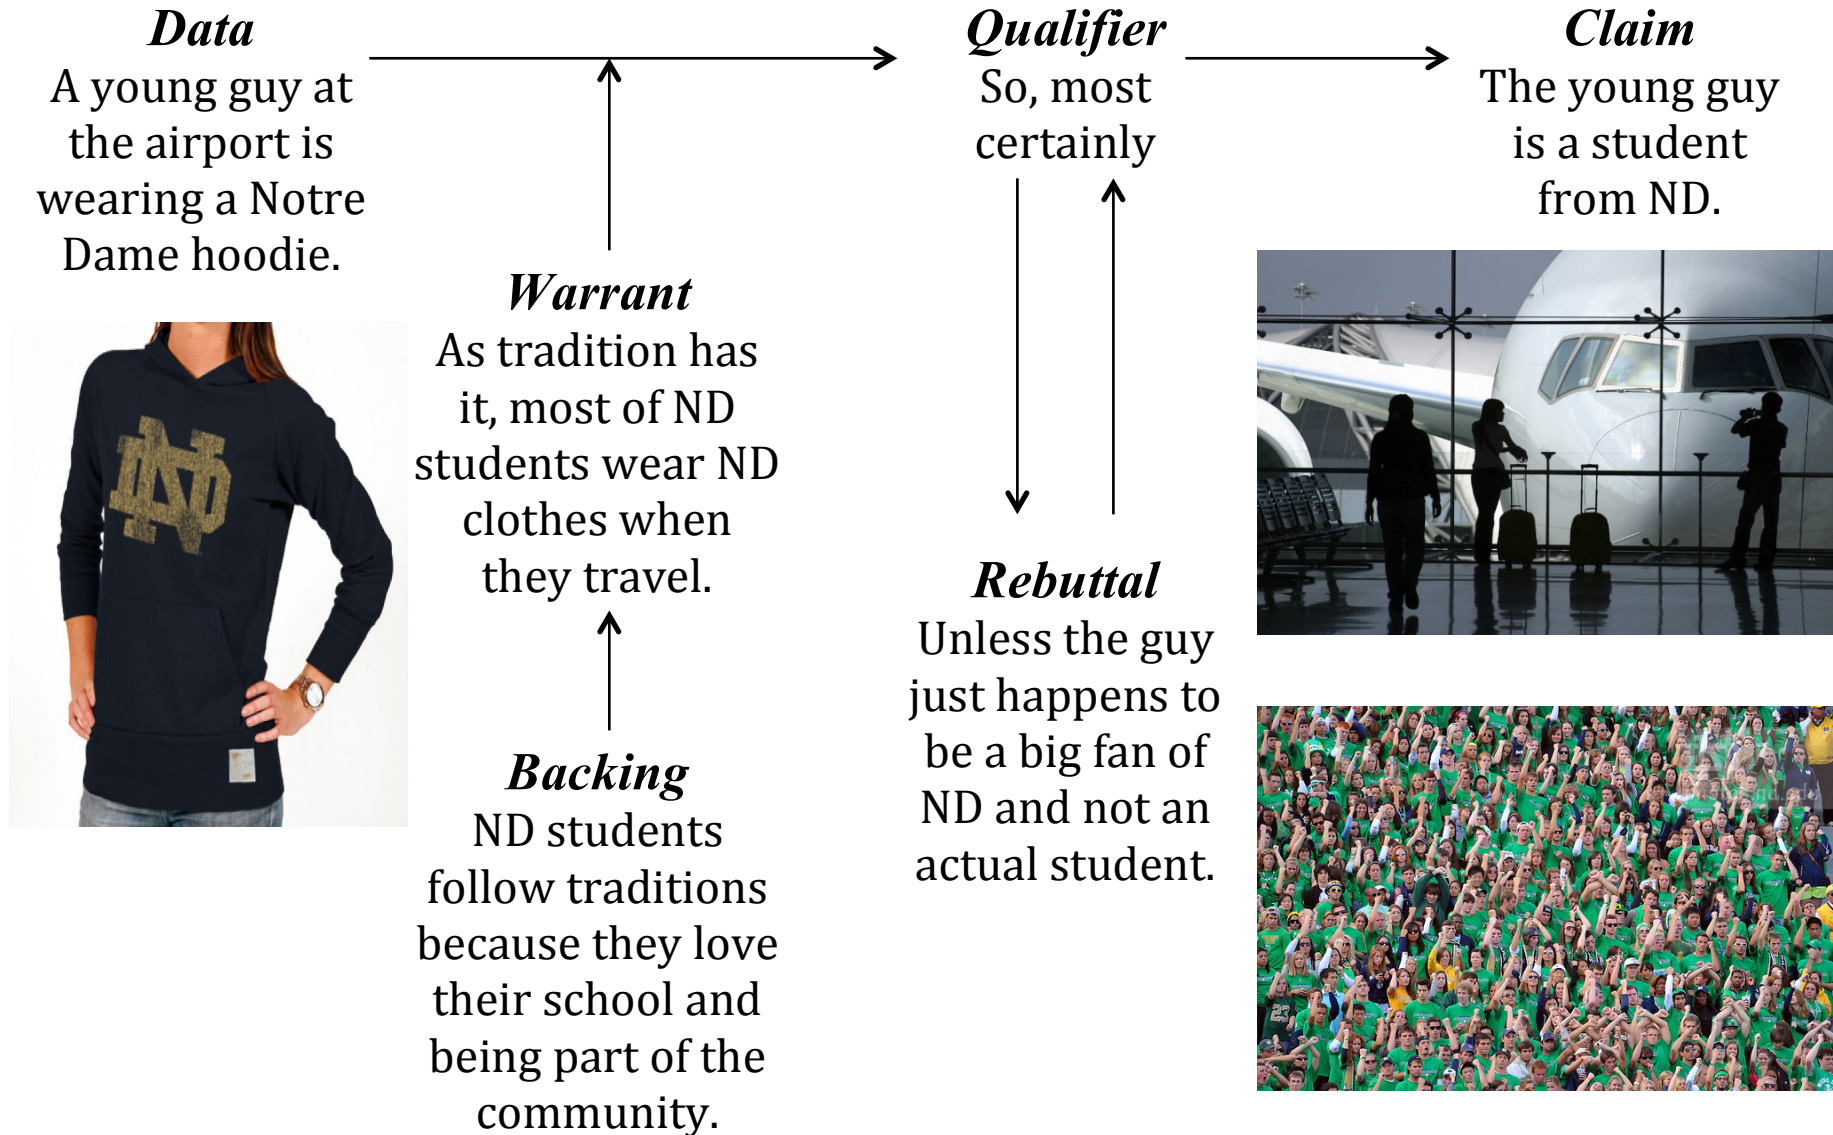 Data
A young guy at
the airport is
wearing a Notre
Dame hoodie.
Warrant
As tradition has
it, most of ND
students wear ND
clothes when
they travel.
Backing
ND students
follow traditions
because they love
their school and
being part of the
community.
Qualifier
So, most
certainly
Rebuttal
Unless the guy
just happens to
be a big fan of
ND and not an
actual student.
Claim
The young guy
is a student
from ND.
ND
23